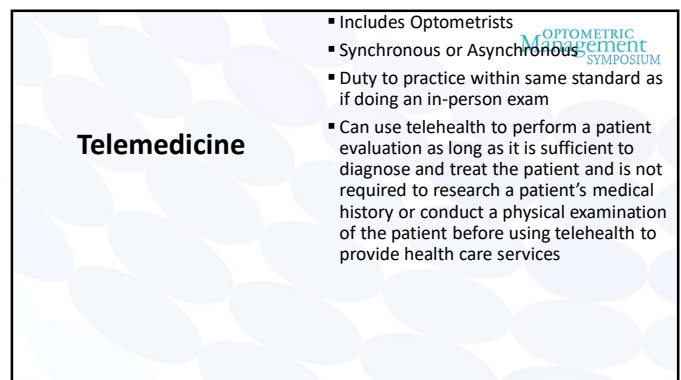 Telemedicine
OPTOMETRIC
Management
SYMPOSIUM
▪ Includes Optometrists
▪ Synchronous or Asynchronous
▪ Duty to practice within same standard as
if doing an in-person exam
▪ Can use telehealth to perform a patient
evaluation as long as it is sufficient to
diagnose and treat the patient and is not
required to research a patient’s medical
history or conduct a physical examination
of the patient before using telehealth to
provide health care services